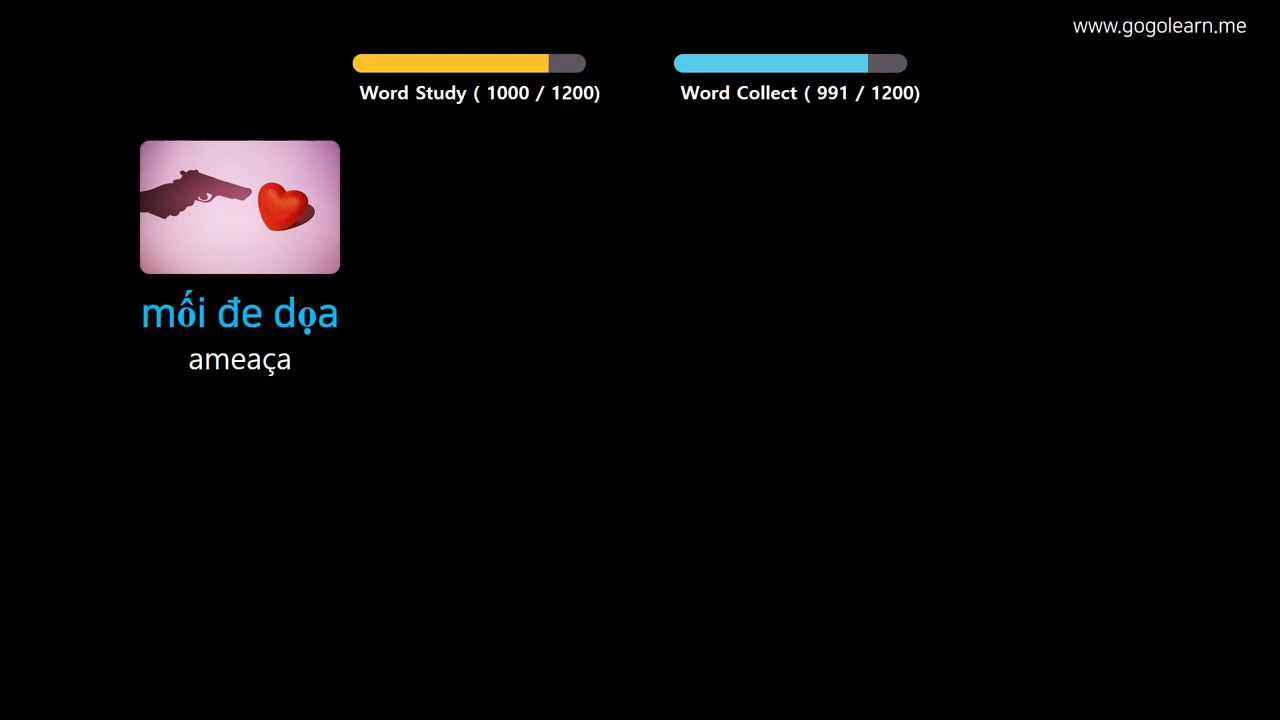 www.gogolearn.me
Word Study ( 1000 / 1200)
Word Collect ( 991 / 1200)
mối đe dọa
ameaça